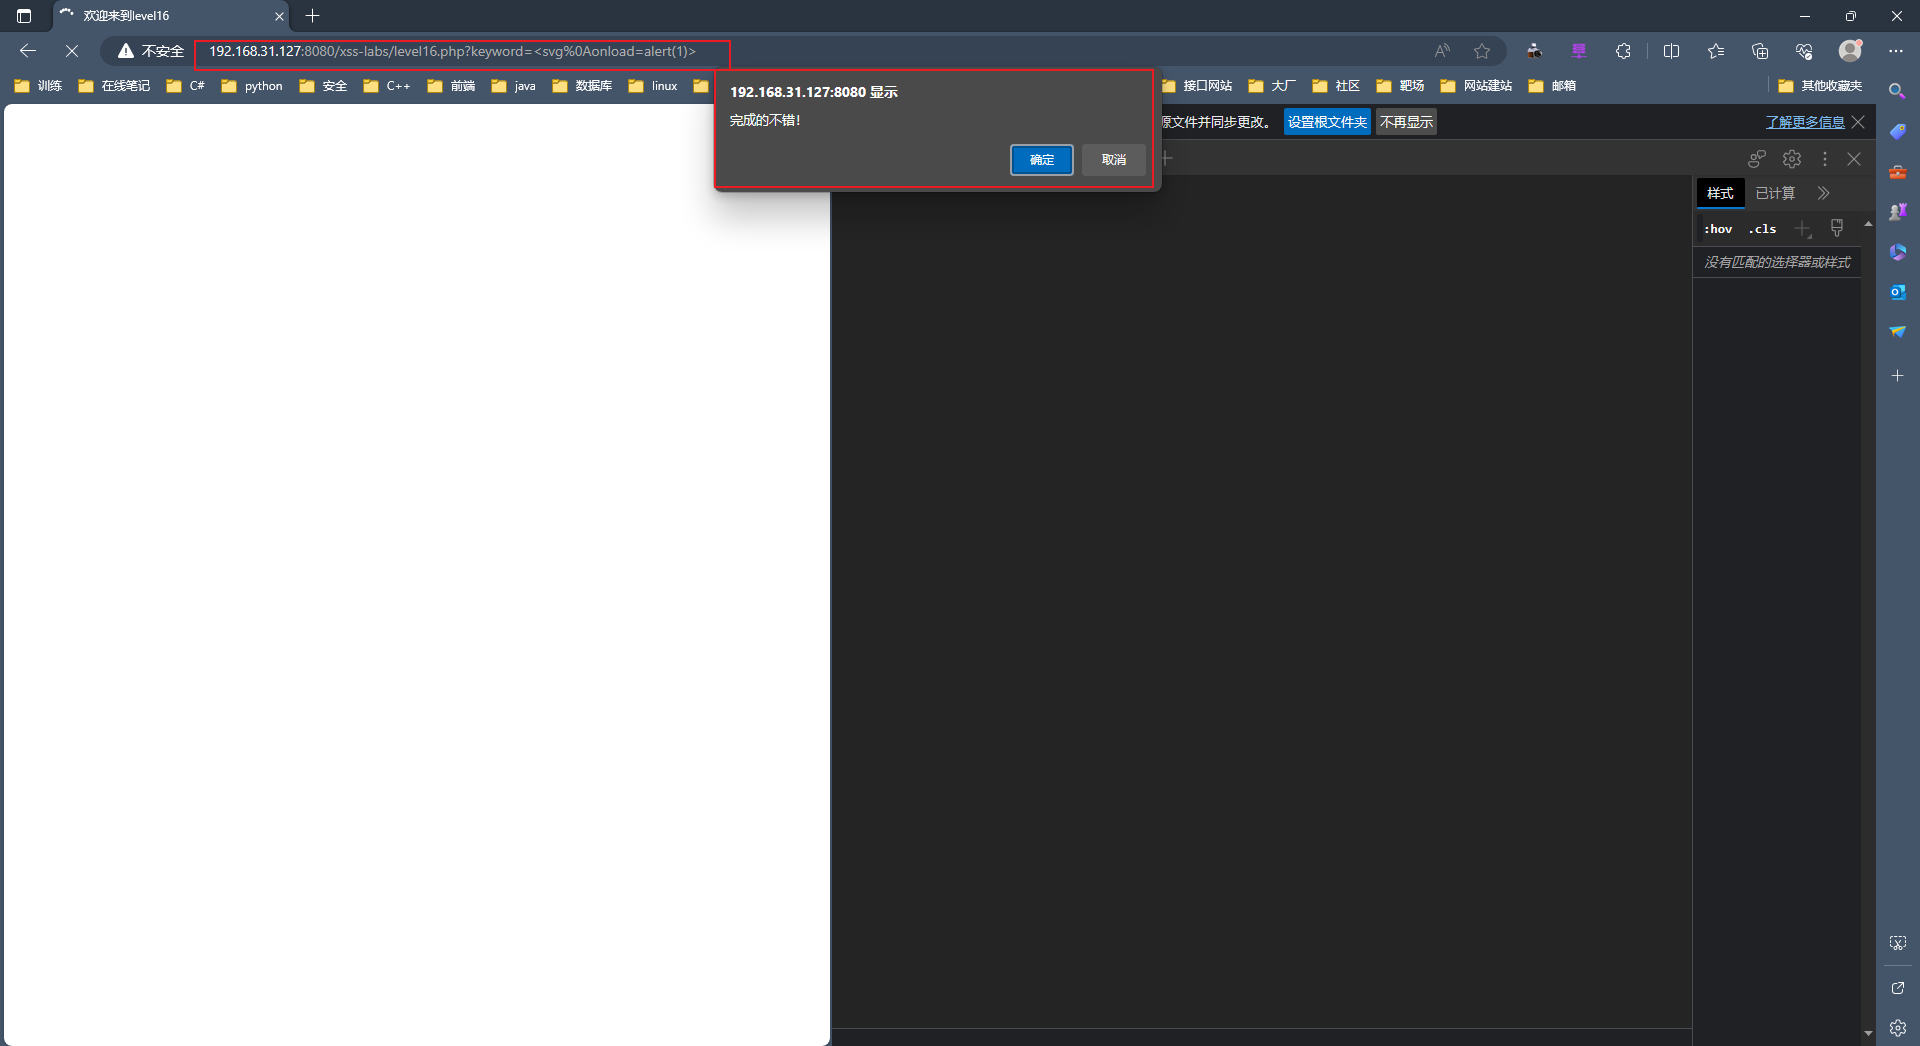 欢迎来到level16
不安全
192.168.31.127:8080/xss-labs/level16.php?keyword=<svg%0Aonload=alert(1)>
训练
在线笔记
C#
python
安全
C++
前端
java
数据库
linux
接口网站
大厂
社区
靶场
网站建站
邮箱
其他收藏夹
192.168.31.127:8080 显示
完成的不错!
确定
取消
源文件并同步更改。
设置根文件夹
不再显示
了解更多信息
样式
已计算
:hov
.cls
没有匹配的选择器或样式